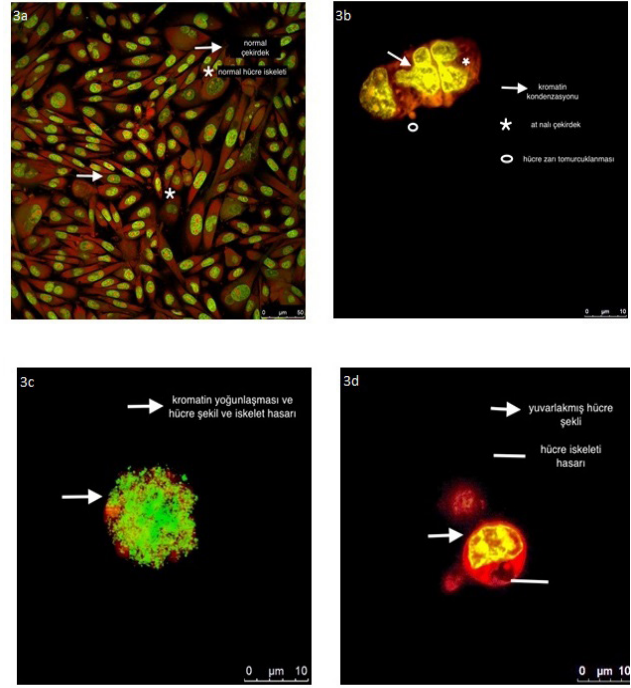 3a
normal
çekirdek
normal hücre iskeleti
0 µm 50
3b
kromatin
kondenzasyonu
at nalı çekirdek
hücre zarı tomurcuklanması
0 µm 10
3c
kromatin yoğunlaşması ve
hücre şekil ve iskelet hasarı
0 µm 10
3d
yuvarlakmış hücre
şekli
hücre iskeleti
hasarı
0 µm 10